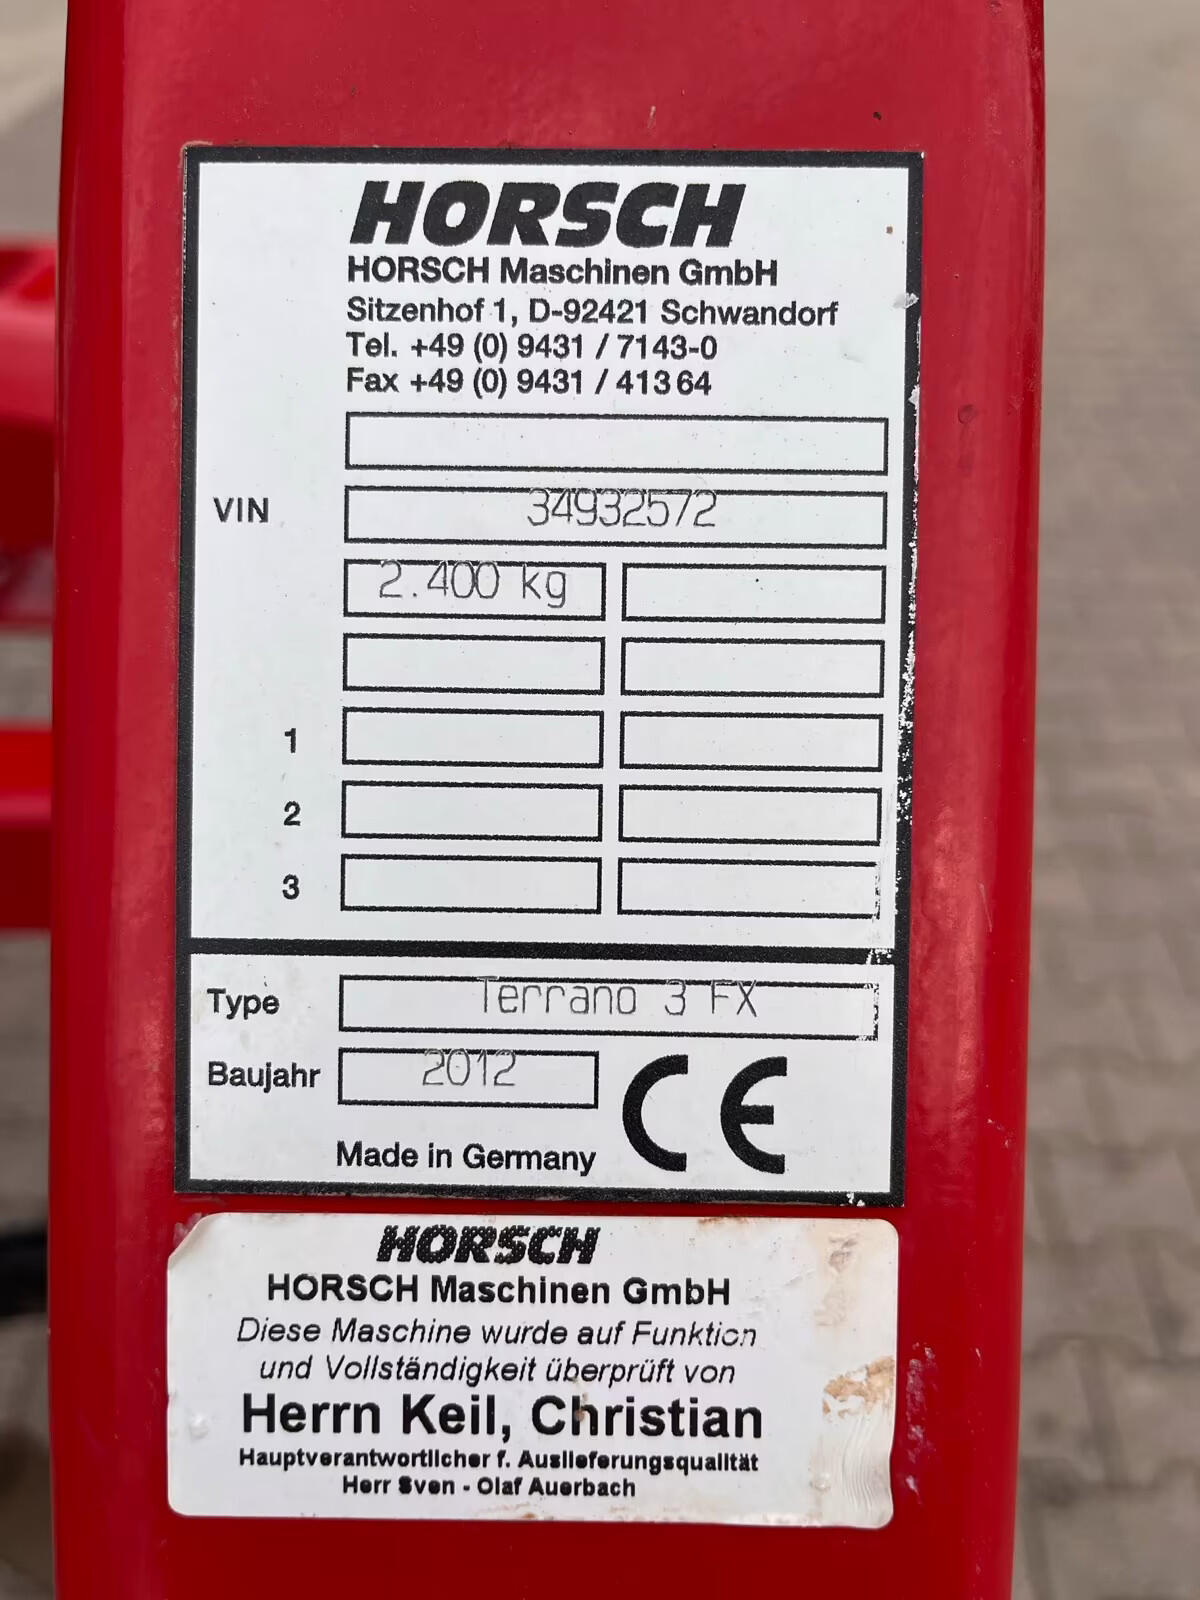 HORSCH
HORSCH Maschinen GmbH
Sitzenhof 1, D-92421 Schwandorf
Tel. +49 (0) 9431 / 7143-0
Fax +49 (0) 9431 / 41364
VIN 34932572
2.400 kg
1
2
3
Type Terrano 3 FX
Baujahr 2012
CE
Made in Germany
HORSCH
HORSCH Maschinen GmbH
Diese Maschine wurde auf Funktion
und Vollständigkeit überprüft von
Herrn Keil, Christian
Hauptverantwortlicher f. Auslieferungsqualität
Herr Sven - Olaf Auerbach